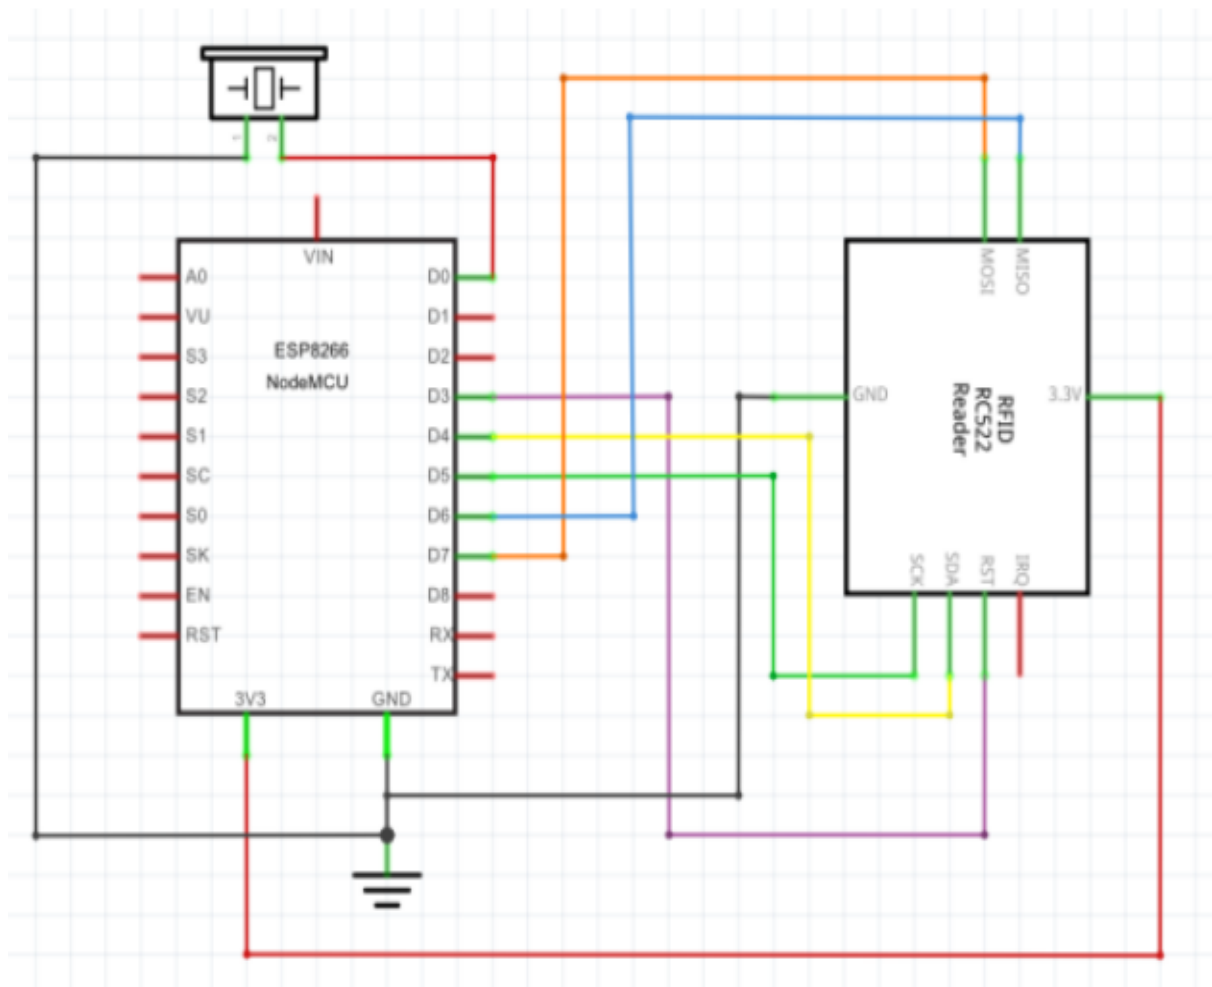 1
2
VIN
A0
VU
S3
S2
S1
SC
S0
SK
EN
RST
ESP8266
NodeMCU
D0
D1
D2
D3
D4
D5
D6
D7
D8
RX
TX
3V3
GND
MOSI
MISO
GND
3.3V
RFID
RC522
Reader
SCK
SDA
RST
IRQ